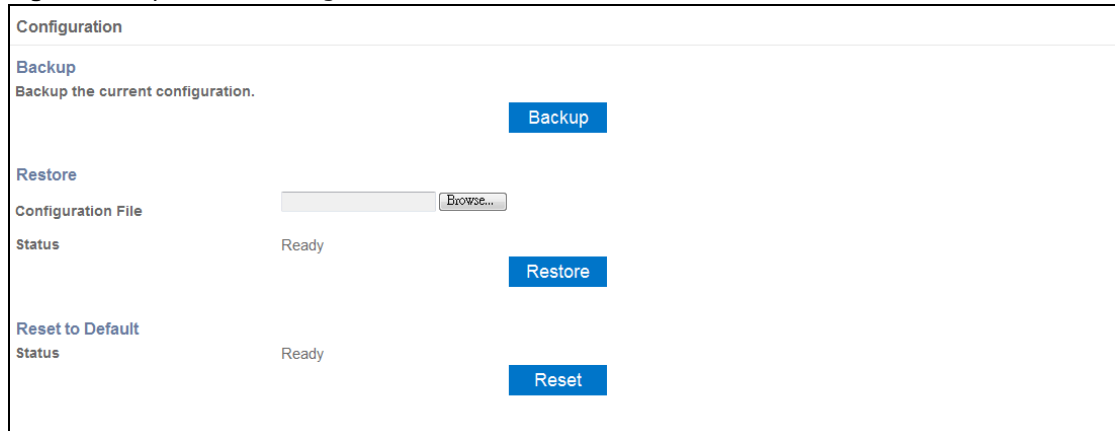 Configuration
Backup
Backup the current configuration.
Backup
Restore
Configuration File
Browse...
Status Ready
Restore
Reset to Default
Status Ready
Reset